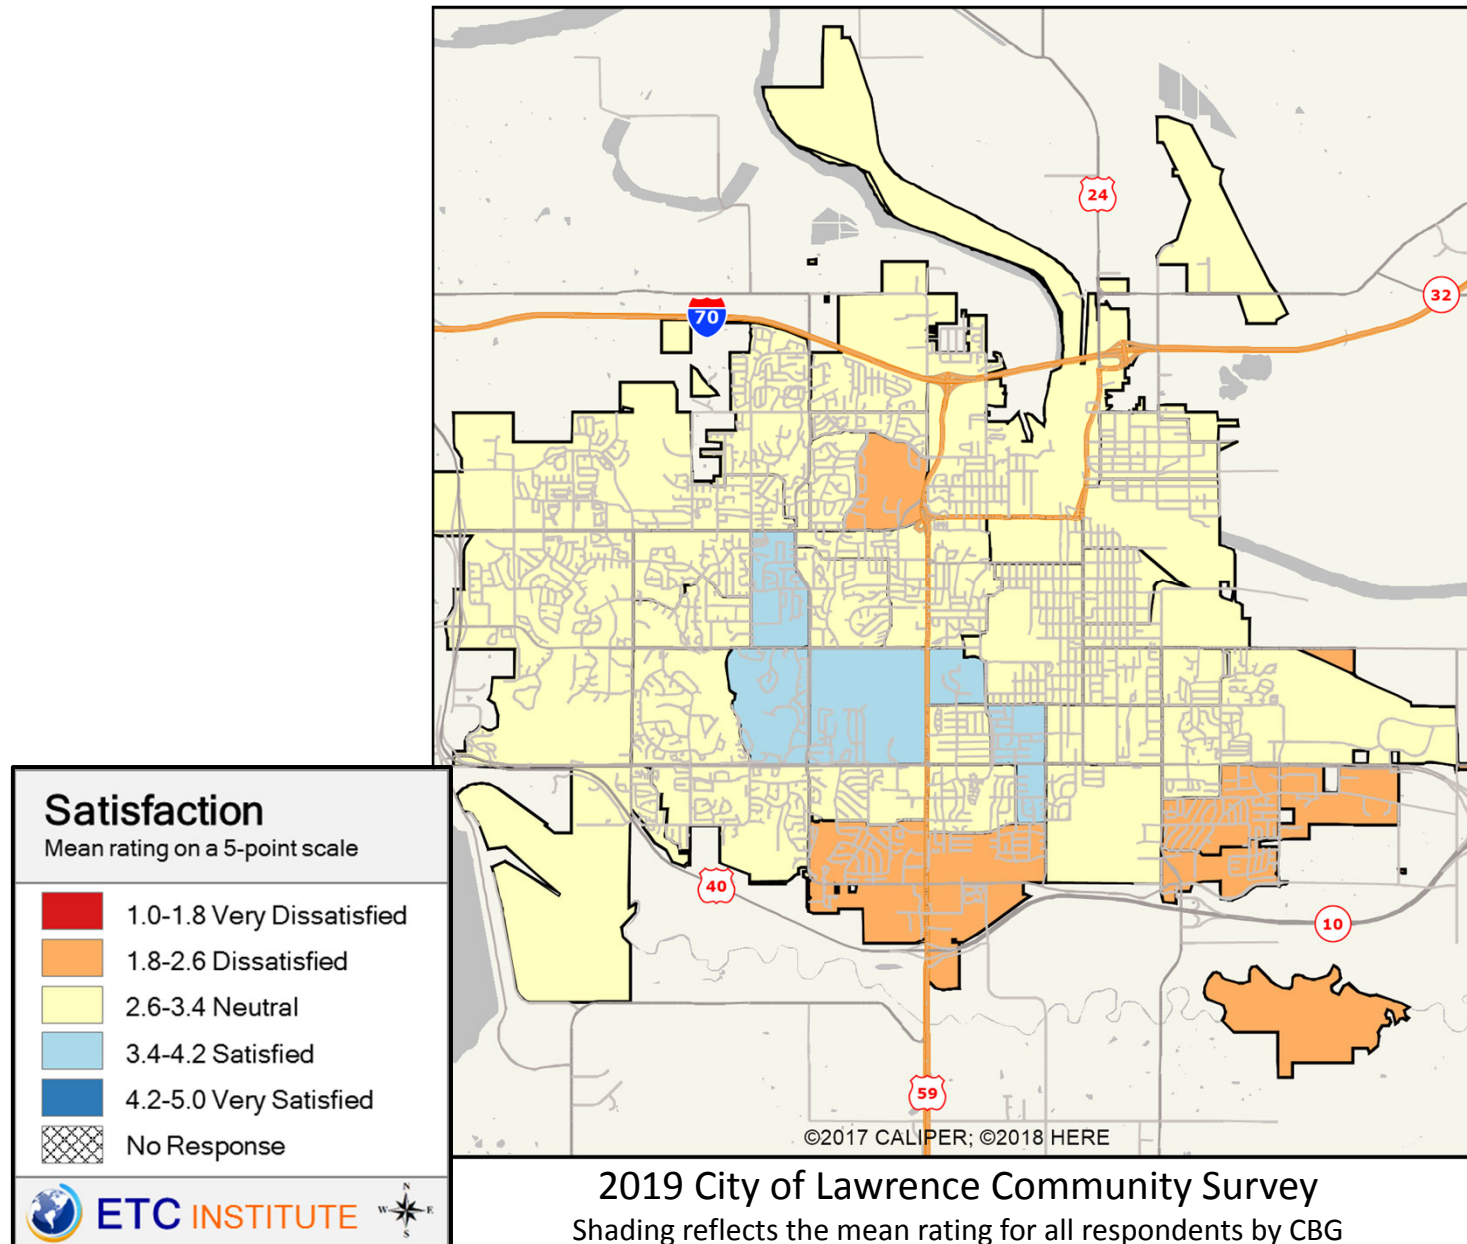 24
32
70
40
10
59
©2017 CALIPER; ©2018 HERE
Satisfaction
Mean rating on a 5-point scale
1.0-1.8 Very Dissatisfied
1.8-2.6 Dissatisfied
2.6-3.4 Neutral
3.4-4.2 Satisfied
4.2-5.0 Very Satisfied
No Response
ETC INSTITUTE
N
W E
S
2019 City of Lawrence Community Survey
Shading reflects the mean rating for all respondents by CBG